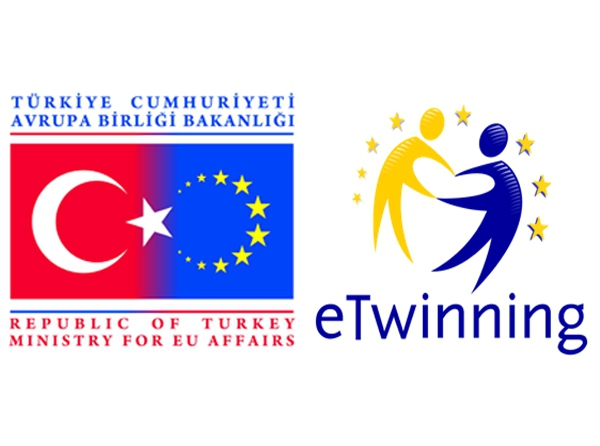 TÜRKİYE CUMHURİYETİ
AVRUPA BİRLİĞİ BAKANLIĞI
REPUBLIC OF TURKEY
MINISTRY FOR EU AFFAIRS
eTwinning